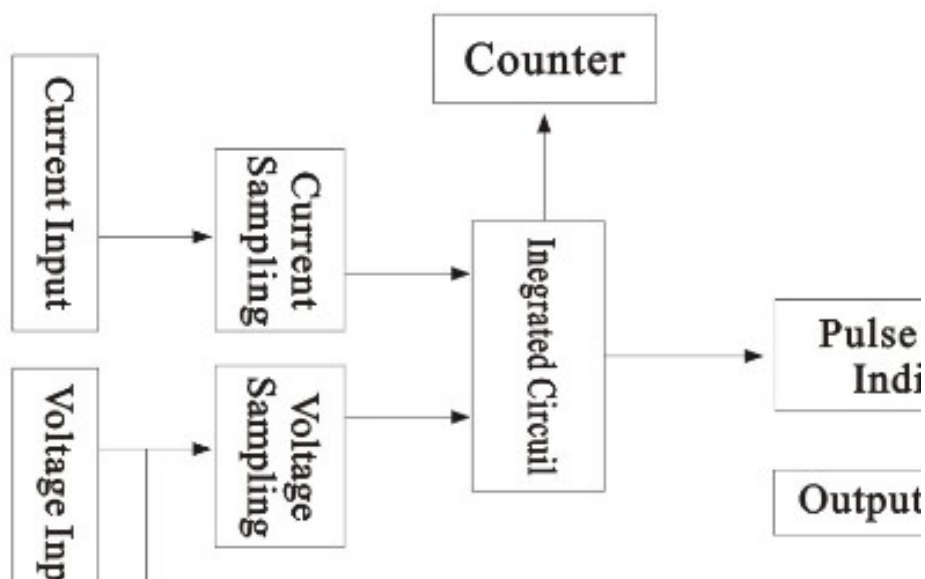 Counter
Current Input
Current
Sampling
Inegrated Circuil
Pulse
Voltage
Sampling
Voltage
Output